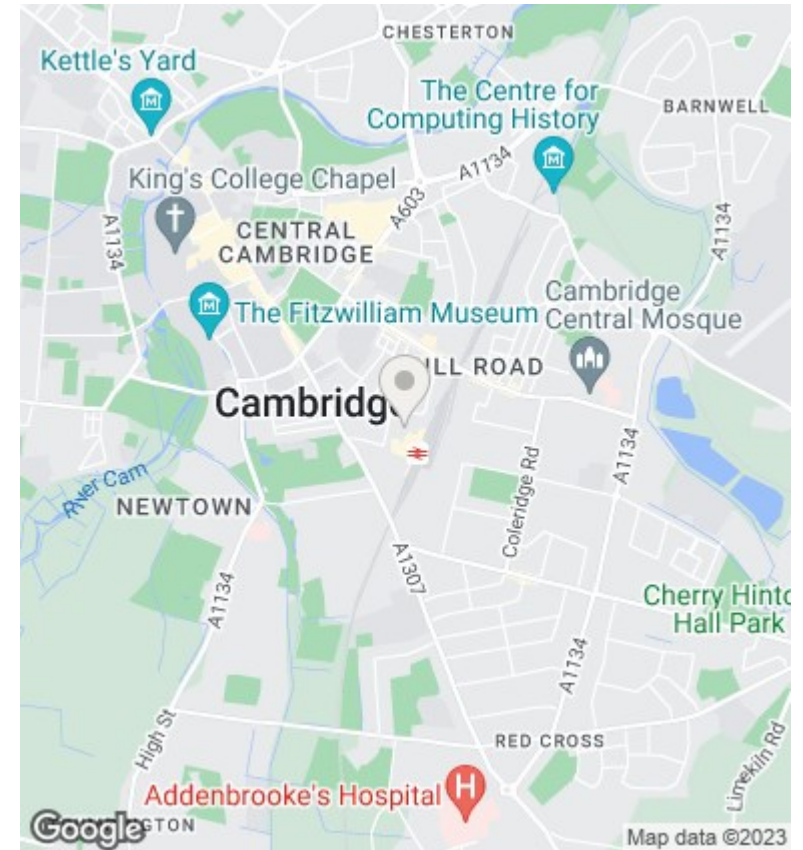 CHESTERTON
Kettle's Yard
The Centre for
Computing History
BARNWELL
A1134
King's College Chapel
A603
A1134
CENTRAL
CAMBRIDGE
A1134
The Fitzwilliam Museum
Cambridge
Central Mosque
ILL ROAD
Cambridg
A1134
River Cam
NEWTOWN
Coleridge Rd
A1307
A1134
Cherry Hinto
Hall Park
A1134
High St
RED CROSS
Limekiln Rd
Addenbrooke's Hospital
H
Google
GTON
Map data ©2023